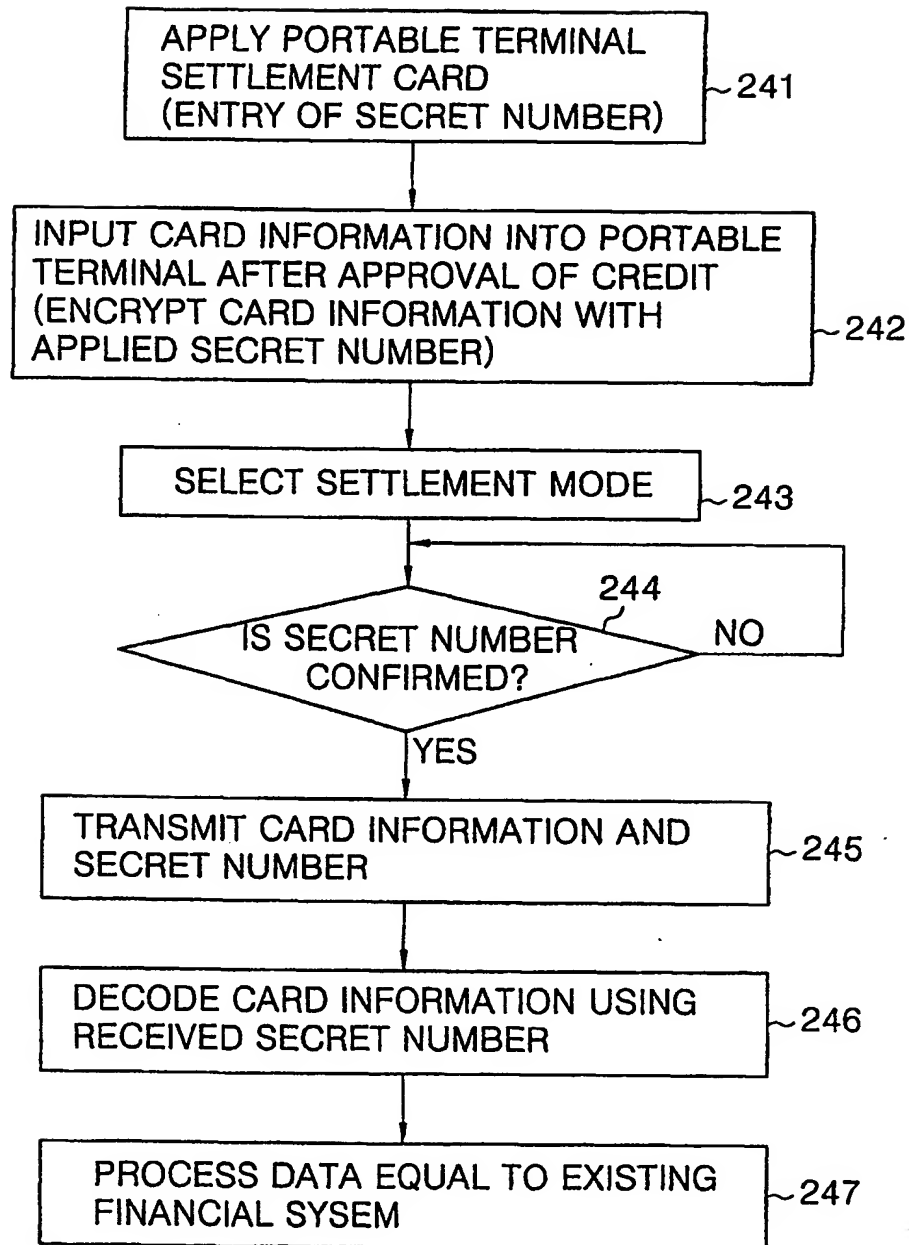 APPLY PORTABLE TERMINAL
SETTLEMENT CARD
(ENTRY OF SECRET NUMBER)
~241
INPUT CARD INFORMATION INTO PORTABLE
TERMINAL AFTER APPROVAL OF CREDIT
(ENCRYPT CARD INFORMATION WITH
APPLIED SECRET NUMBER)
~242
SELECT SETTLEMENT MODE
~243
244
IS SECRET NUMBER
CONFIRMED?
NO
YES
TRANSMIT CARD INFORMATION AND
SECRET NUMBER
~245
DECODE CARD INFORMATION USING
RECEIVED SECRET NUMBER
~246
PROCESS DATA EQUAL TO EXISTING
FINANCIAL SYSEM
~247